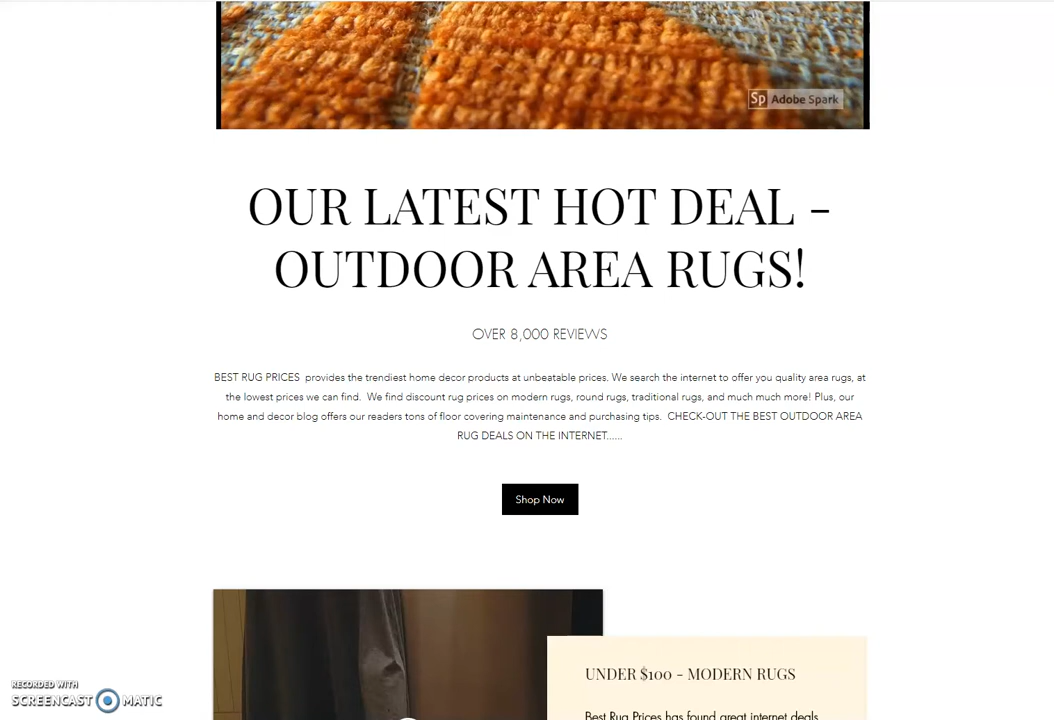 Sp Adobe Spark
OUR LATEST HOT DEAL -
OUTDOOR AREA RUGS!
OVER 8,000 REVIEWS
BEST RUG PRICES  provides the trendiest home decor products at unbeatable prices. We search the internet to offer you quality area rugs, at
the lowest prices we can find.  We find discount rug prices on modern rugs, round rugs, traditional rugs, and much much more! Plus, our
home and decor blog offers our readers tons of floor covering maintenance and purchasing tips.  CHECK-OUT THE BEST OUTDOOR AREA
RUG DEALS ON THE INTERNET......
Shop Now
UNDER $100 - MODERN RUGS
Best Rug Prices has found great internet deals
RECORDED WITH
SCREENCAST MATIC